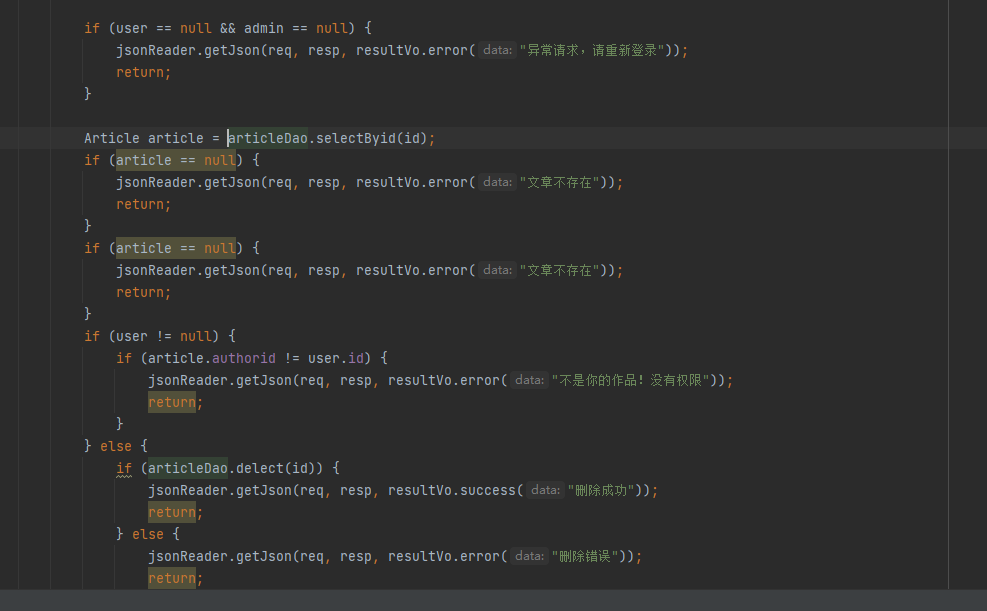 if (user == null && admin == null) {
jsonReader.getJson(req, resp, resultVo.error( data: "异常请求，请重新登录"));
return;
}
Article article = articleDao.selectByid(id);
if (article == null) {
jsonReader.getJson(req, resp, resultVo.error( data: "文章不存在"));
return;
}
if (article == null) {
jsonReader.getJson(req, resp, resultVo.error( data: "文章不存在"));
return;
}
if (user != null) {
if (article.authorid != user.id) {
jsonReader.getJson(req, resp, resultVo.error( data: "不是你的作品！没有权限"));
return;
}
} else {
if (articleDao.delect(id)) {
jsonReader.getJson(req, resp, resultVo.success( data: "删除成功"));
return;
} else {
jsonReader.getJson(req, resp, resultVo.error( data: "删除错误"));
return;